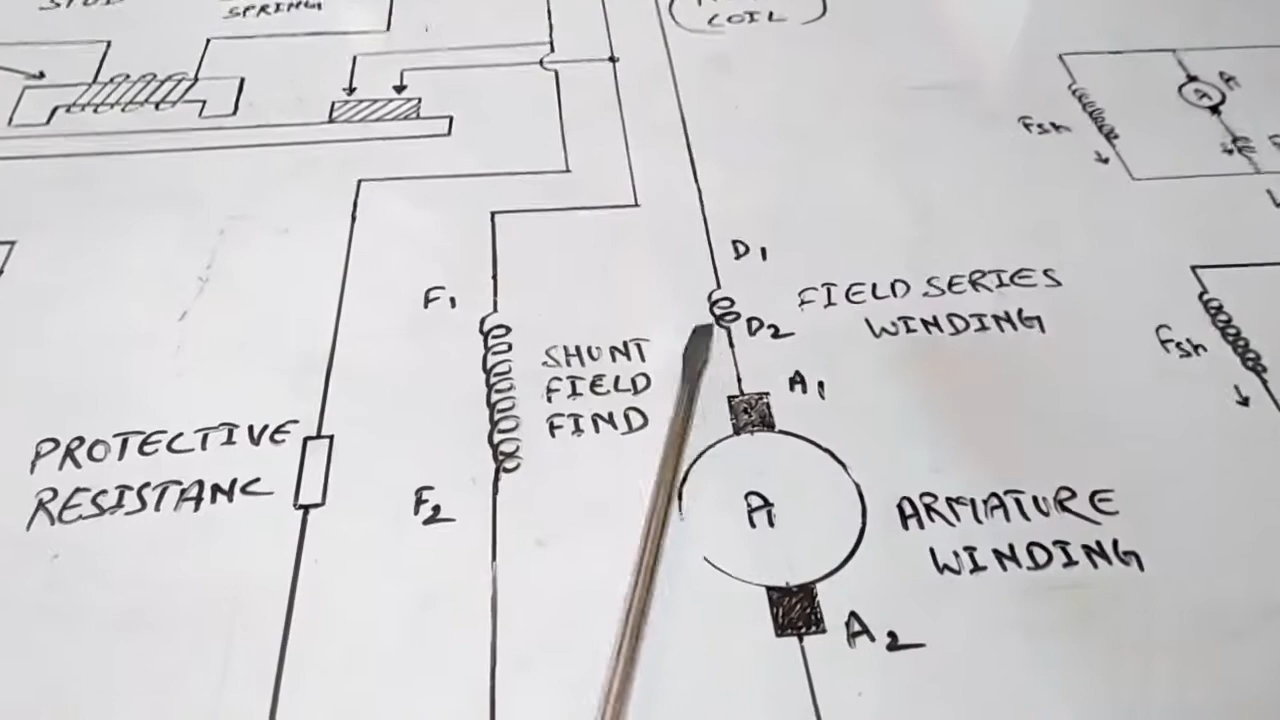 SPRING
COIL
Fsh
A
D1
F1
FIELD SERIES
WINDING
D2
SHUNT
FIELD
FIND
Fsh
A1
PROTECTIVE
RESISTANC
F2
A
ARMATURE
WINDING
A2